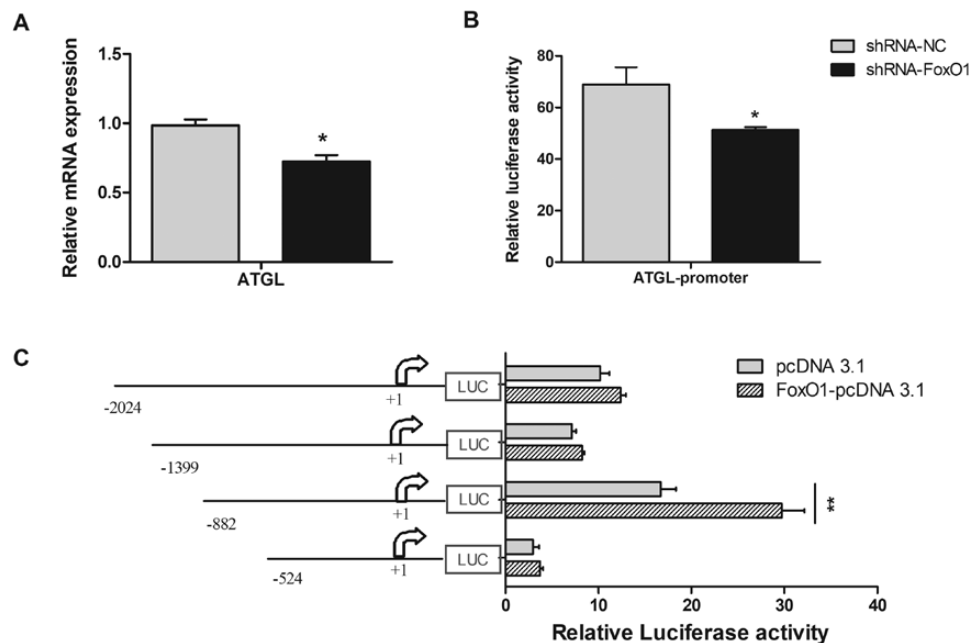 A
Relative mRNA expression
1.5
1.0
0.5
0.0
*
ATGL
B
Relative luciferase activity
80
60
40
20
0
*
ATGL-promoter
shRNA-NC
shRNA-FoxO1
C
-2024
+1
LUC
-1399
+1
LUC
-882
+1
LUC
-524
+1
LUC
pcDNA 3.1
FoxO1-pcDNA 3.1
**
0 10 20 30 40
Relative Luciferase activity